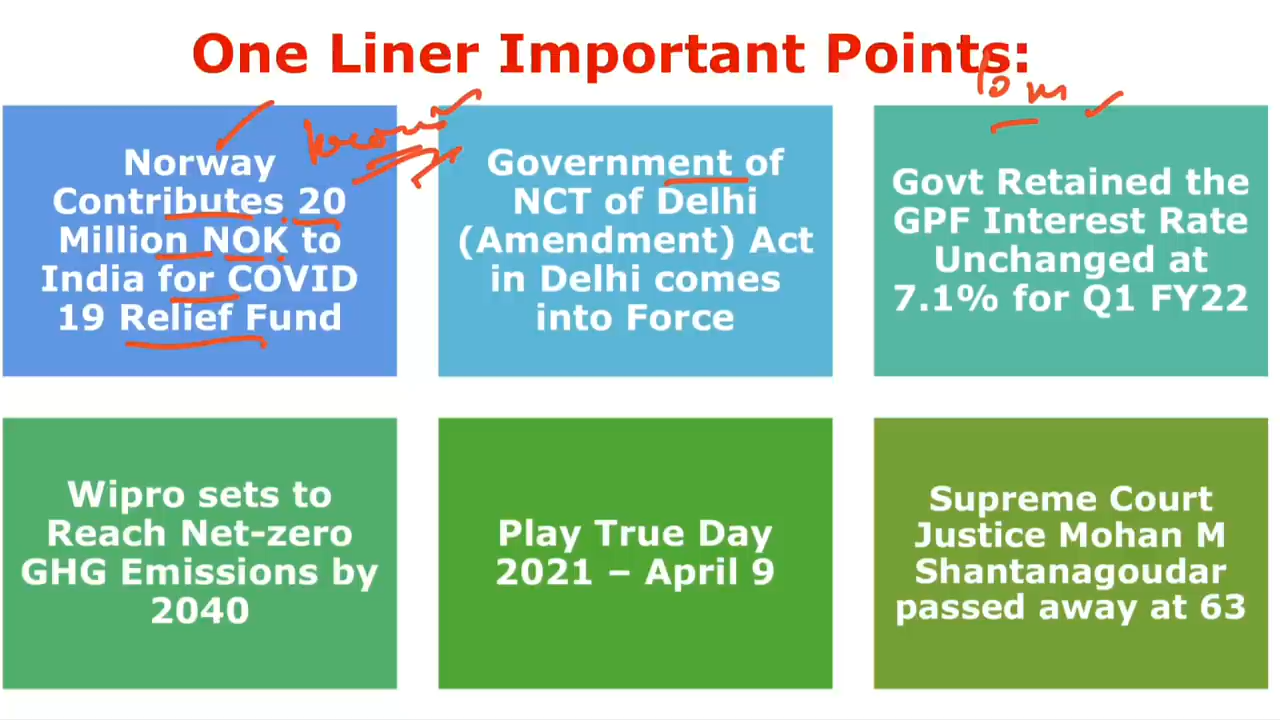 One Liner Important Points:
Norway
Contributes 20
Million NOK to
India for COVID
19 Relief Fund
Government of
NCT of Delhi
(Amendment) Act
in Delhi comes
into Force
Govt Retained the
GPF Interest Rate
Unchanged at
7.1% for Q1 FY22
Wipro sets to
Reach Net-zero
GHG Emissions by
2040
Play True Day
2021 – April 9
Supreme Court
Justice Mohan M
Shantanagoudar
passed away at 63